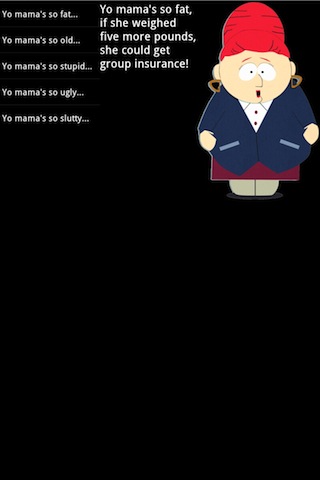 Yo mama's so fat...
Yo mama's so old...
Yo mama's so stupid...
Yo mama's so ugly...
Yo mama's so slutty...
Yo mama's so fat,
if she weighed
five more pounds,
she could get
group insurance!